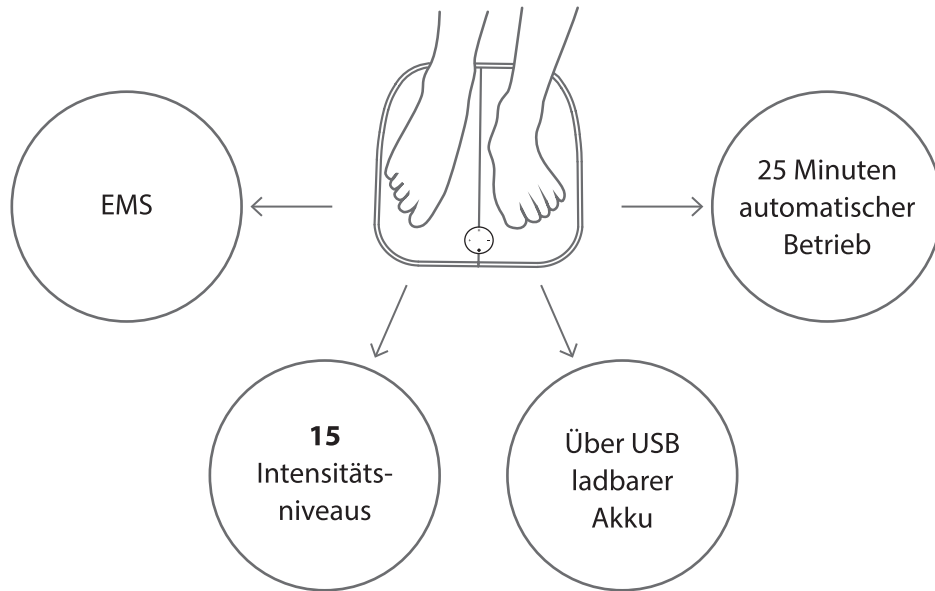 EMS
25 Minuten
automatischer
Betrieb
15
Intensitäts-
niveaus
Über USB
ladbarer
Akku